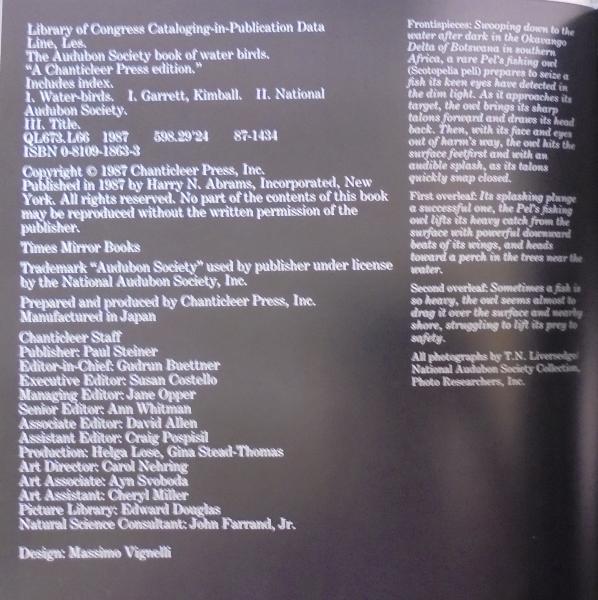 Library of Congress Cataloging-in-Publication Data
Line, Les.
The Audubon Society book of water birds.
"A Chanticleer Press edition."
Includes index.
1. Water-birds. I. Garrett, Kimball. II. National
Audubon Society.
III. Title.
QL673.L66 1987 598.29'24 87-1434
ISBN 0-8109-1863-3
Copyright © 1987 Chanticleer Press, Inc.
Published in 1987 by Harry N. Abrams, Incorporated, New
York. All rights reserved. No part of the contents of this book
may be reproduced without the written permission of the
publisher.
Times Mirror Books
Trademark "Audubon Society" used by publisher under license
by the National Audubon Society, Inc.
Prepared and produced by Chanticleer Press, Inc.
Manufactured in Japan
Chanticleer Staff
Publisher: Paul Steiner
Editor-in-Chief: Gudrun Buettner
Executive Editor: Susan Costello
Managing Editor: Jane Opper
Senior Editor: Ann Whitman
Associate Editor: David Allen
Assistant Editor: Craig Pospisil
Production: Helga Lose, Gina Stead-Thomas
Art Director: Carol Nehring
Art Associate: Ayn Svoboda
Art Assistant: Cheryl Miller
Picture Library: Edward Douglas
Natural Science Consultant: John Farrand, Jr.
Design: Massimo Vignelli
Frontispieces: Swooping down to the
water after dark in the Okavango
Delta of Botswana in southern
Africa, a rare Pel's fishing owl
(Scotopelia peli) prepares to seize a
fish its keen eyes have detected in
the dim light. As it approaches its
target, the owl brings its sharp
talons forward and draws its head
back. Then, with its face and eyes
out of harm's way, the owl hits the
surface feetfirst and with an
audible splash, as its talons
quickly snap closed.
First overleaf: Its splashing plunge
a successful one, the Pel's fishing
owl lifts its heavy catch from the
surface with powerful downward
beats of its wings, and heads
toward a perch in the trees near the
water.
Second overleaf: Sometimes a fish is
so heavy, the owl seems almost to
drag it over the surface and nearby
shore, struggling to lift its prey to
safety.
All photographs by T.N. Liversedge/
National Audubon Society Collection,
Photo Researchers, Inc.